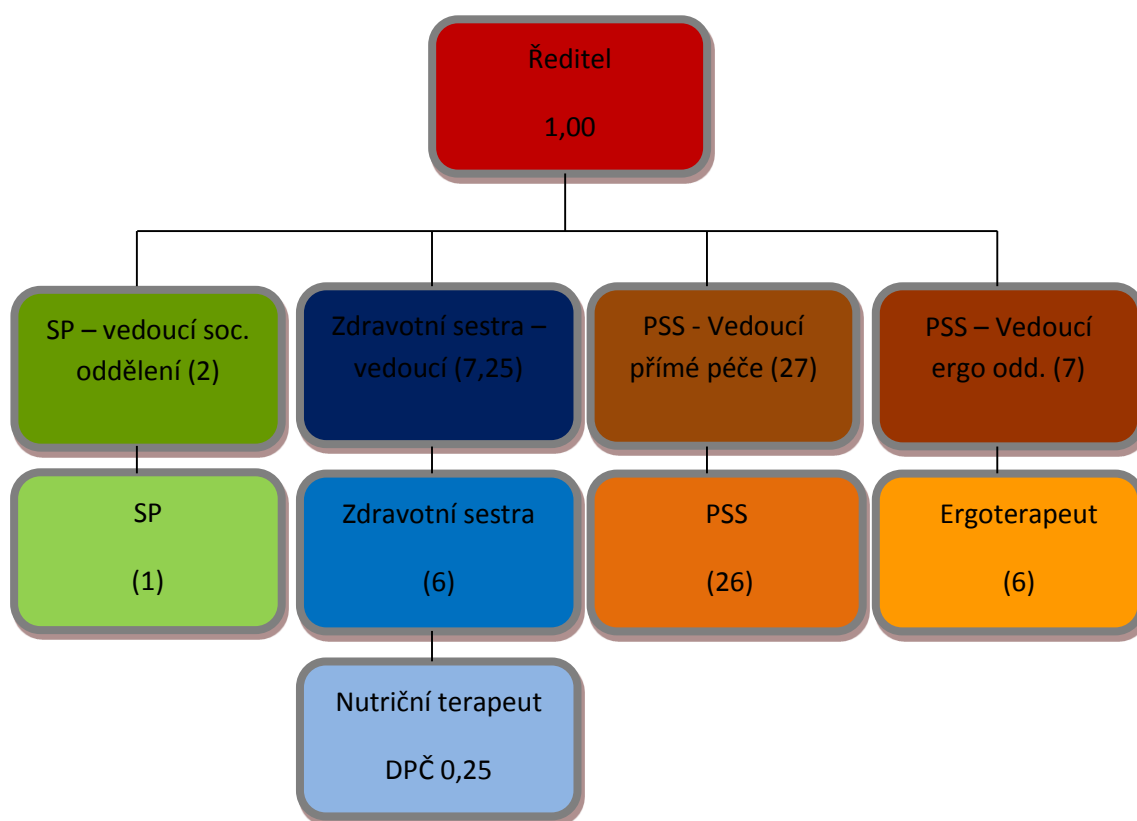 Ředitel
1,00
SP – vedoucí soc.
oddělení (2)
Zdravotní sestra –
vedoucí (7,25)
PSS - Vedoucí
přímé péče (27)
PSS – Vedoucí
ergo odd. (7)
SP
(1)
Zdravotní sestra
(6)
PSS
(26)
Ergoterapeut
(6)
Nutriční terapeut
DPČ 0,25